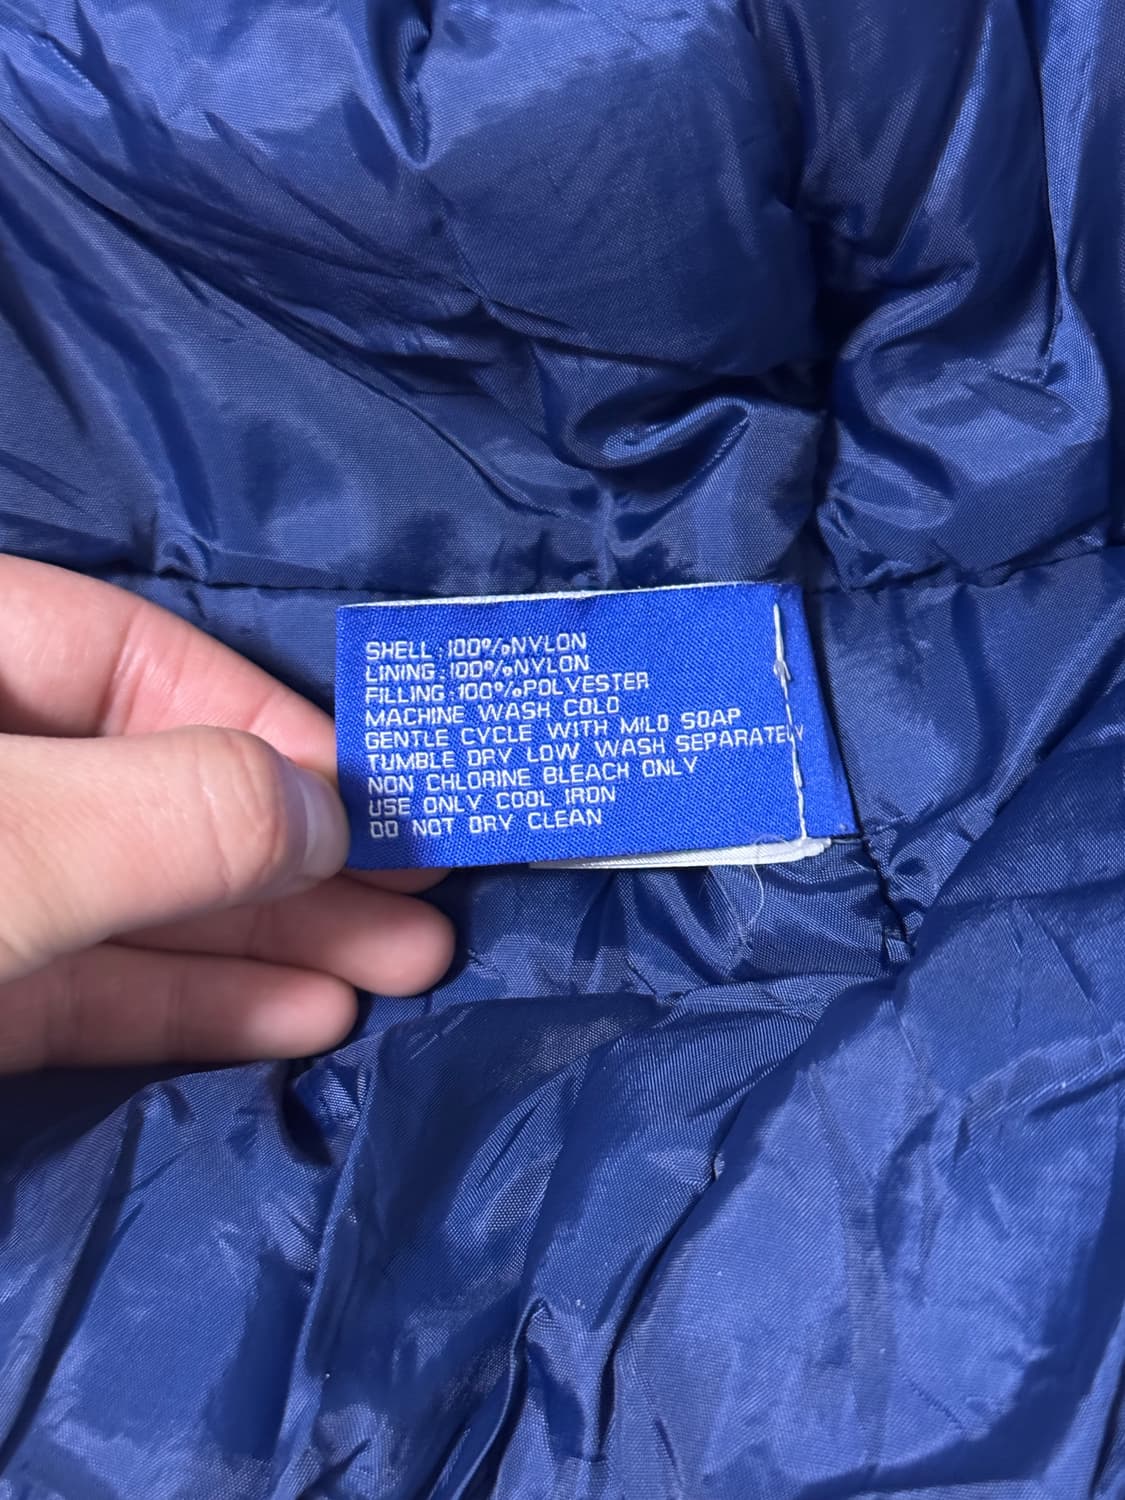 SHELL:100%NYLON
LINING:100%NYLON
FILLING:100%POLYESTER
MACHINE WASH COLD
GENTLE CYCLE WITH MILD SOAP
TUMBLE DRY LOW WASH SEPARATELY
NON CHLORINE BLEACH ONLY
USE ONLY COOL IRON
DO NOT DRY CLEAN